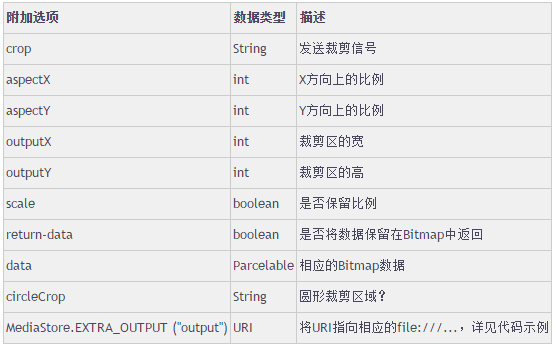 附加选项 数据类型 描述
crop String 发送裁剪信号
aspectX int X方向上的比例
aspectY int Y方向上的比例
outputX int 裁剪区的宽
outputY int 裁剪区的高
scale boolean 是否保留比例
return-data boolean 是否将数据保留在Bitmap中返回
data Parcelable 相应的Bitmap数据
circleCrop String 圆形裁剪区域?
MediaStore.EXTRA_OUTPUT ("output") URI 将URI指向相应的file:///...，详见代码示例